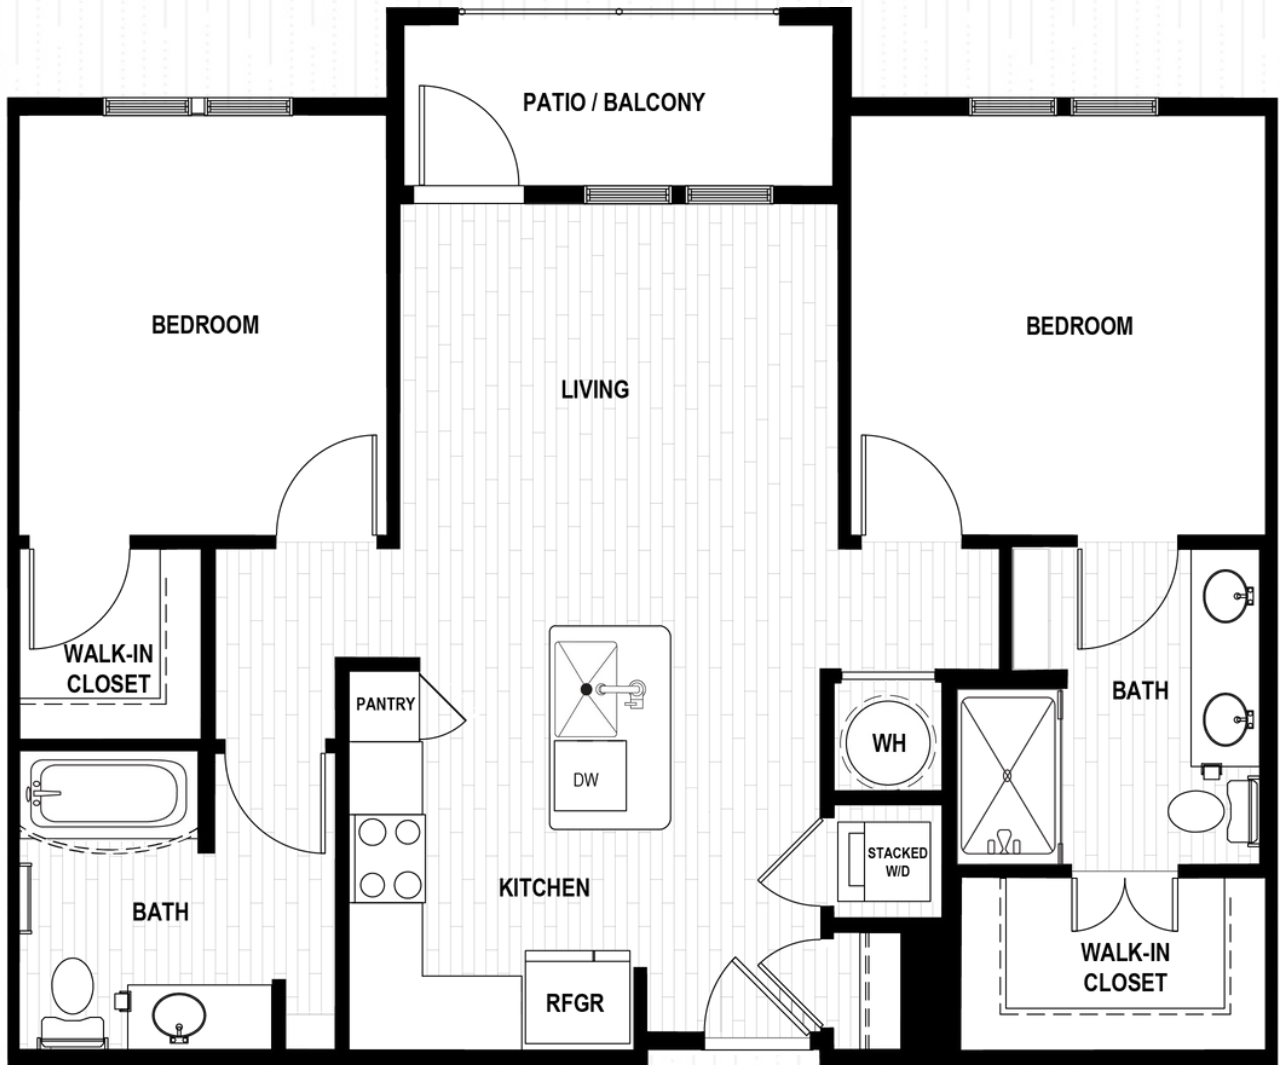 PATIO / BALCONY
BEDROOM
BEDROOM
LIVING
WALK-IN
CLOSET
PANTRY
BATH
WH
DW
STACKED
W/D
KITCHEN
BATH
WALK-IN
CLOSET
RFGR